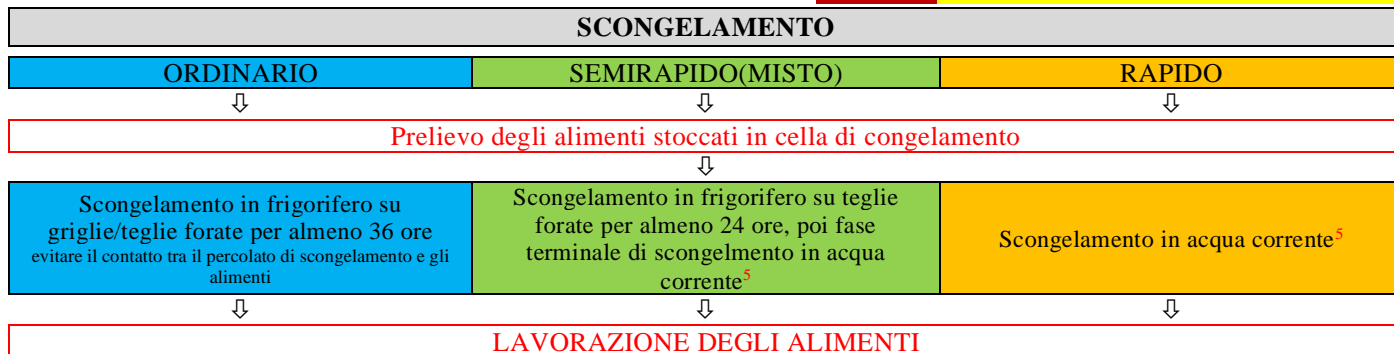 SCONGELAMENTO
ORDINARIO
SEMIRAPIDO(MISTO)
RAPIDO
⇩ ⇩ ⇩
Prelievo degli alimenti stoccati in cella di congelamento
⇩
Scongelamento in frigorifero su
griglie/teglie forate per almeno 36 ore
evitare il contatto tra il percolato di scongelamento e gli
alimenti
Scongelamento in frigorifero su teglie
forate per almeno 24 ore, poi fase
terminale di scongelmento in acqua
corrente⁵
Scongelamento in acqua corrente⁵
⇩ ⇩ ⇩
LAVORAZIONE DEGLI ALIMENTI